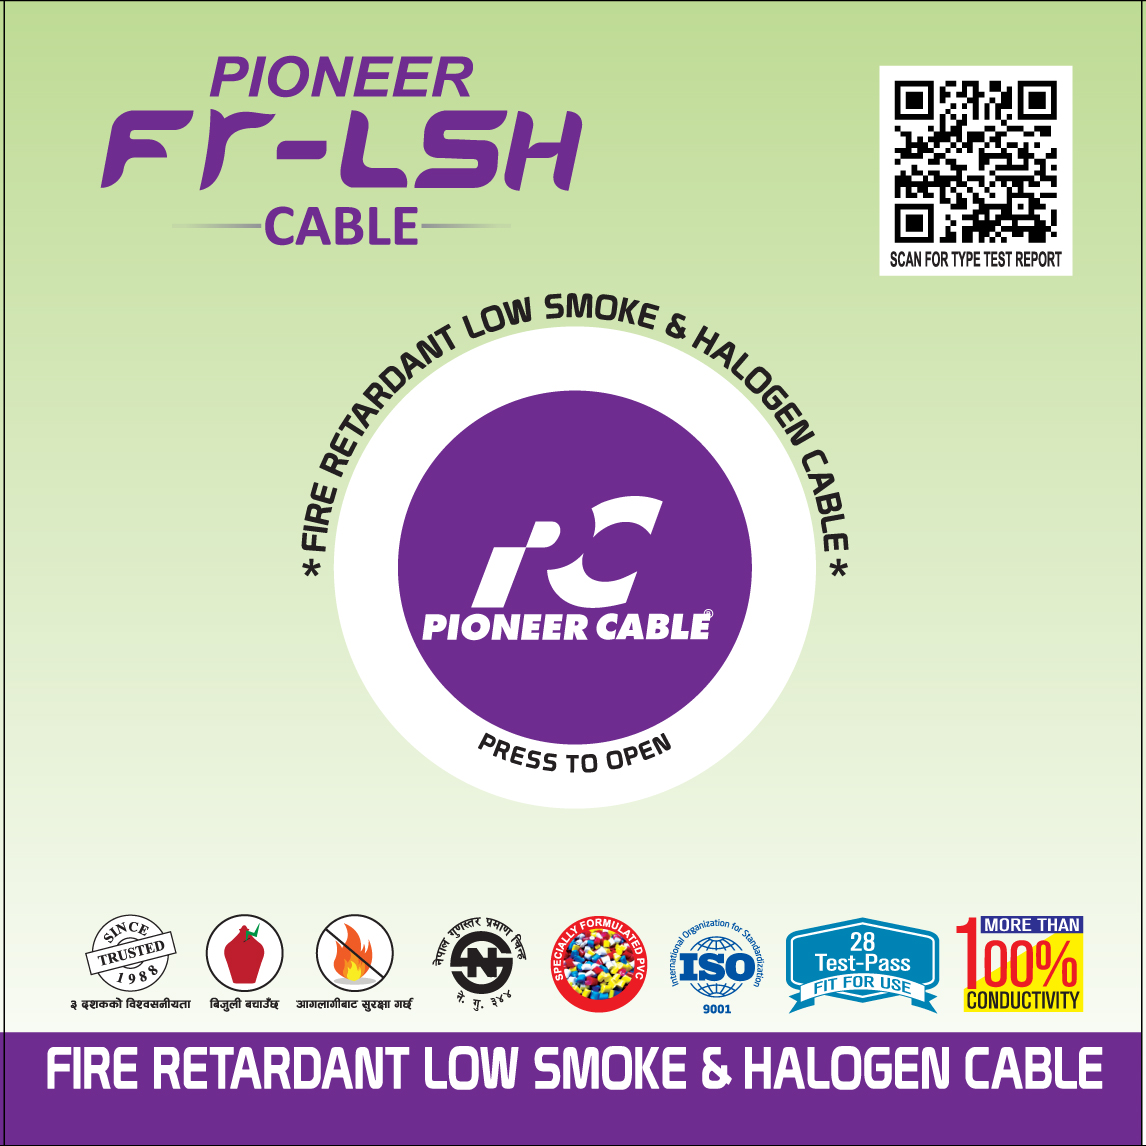 PIONEER
Fr-LSH
CABLE
SCAN FOR TYPE TEST REPORT
* FIRE RETARDANT LOW SMOKE & HALOGEN CABLE *
PC
PIONEER CABLE®
PRESS TO OPEN
SINCE
TRUSTED
1988
३ दशकको विश्वसनीयता
बिजुली बचाउँछ
आगलागीबाट सुरक्षा गर्छ
नेपाल गुणस्तर प्रमाण चिन्ह
NS
ने. गु. ३४४
SPECIALLY FORMULATED PVC
International Organization for Standardization
ISO
9001
28
Test-Pass
FIT FOR USE
MORE THAN
100%
CONDUCTIVITY
FIRE RETARDANT LOW SMOKE & HALOGEN CABLE